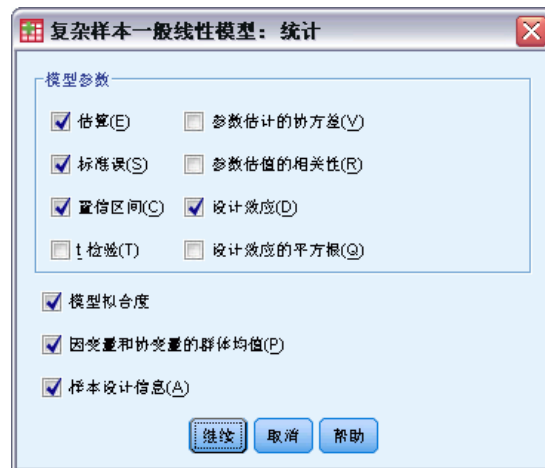 复杂样本一般线性模型：统计
模型参数
估算(E) 参数估计的协方差(V)
标准误(S) 参数估值的相关性(R)
置信区间(C) 设计效应(D)
t 检验(T) 设计效应的平方根(Q)
模型拟合度
因变量和协变量的群体均值(P)
样本设计信息(A)
继续 取消 帮助